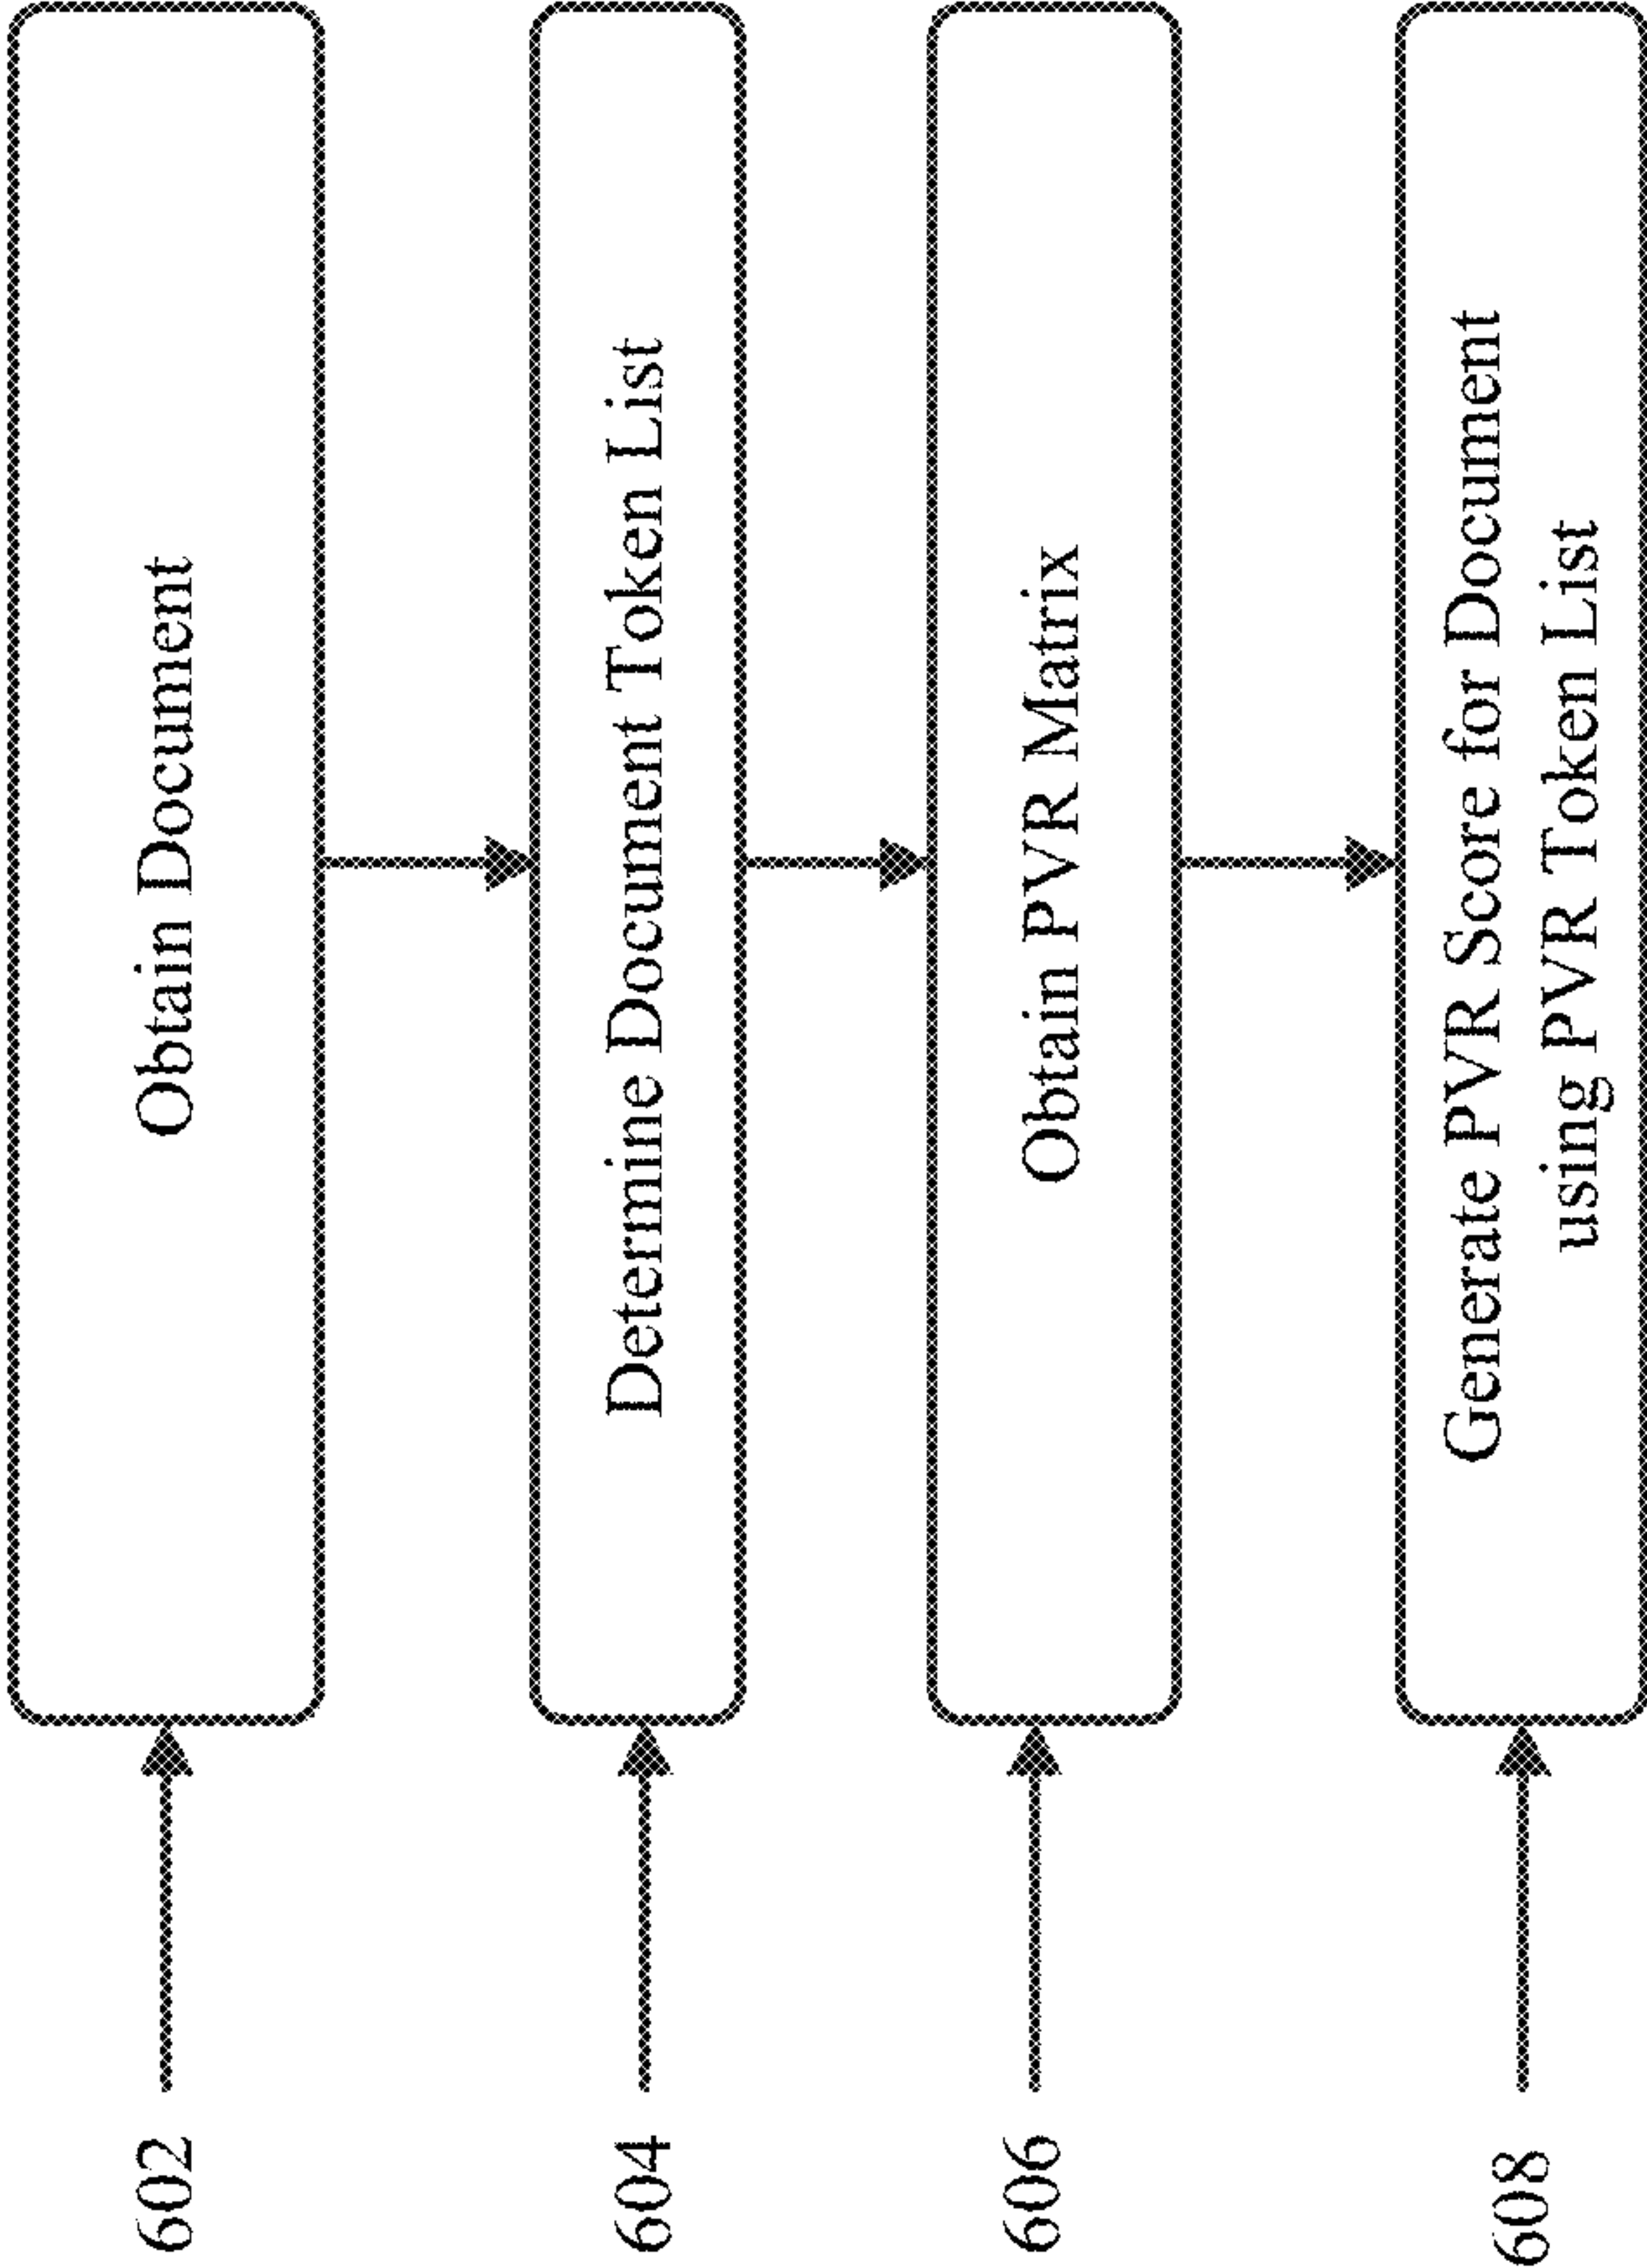 602
Obtain Document
604
Determine Document Token List
606
Obtain PVR Matrix
608
Generate PVR Score for Document
using PVR Token List